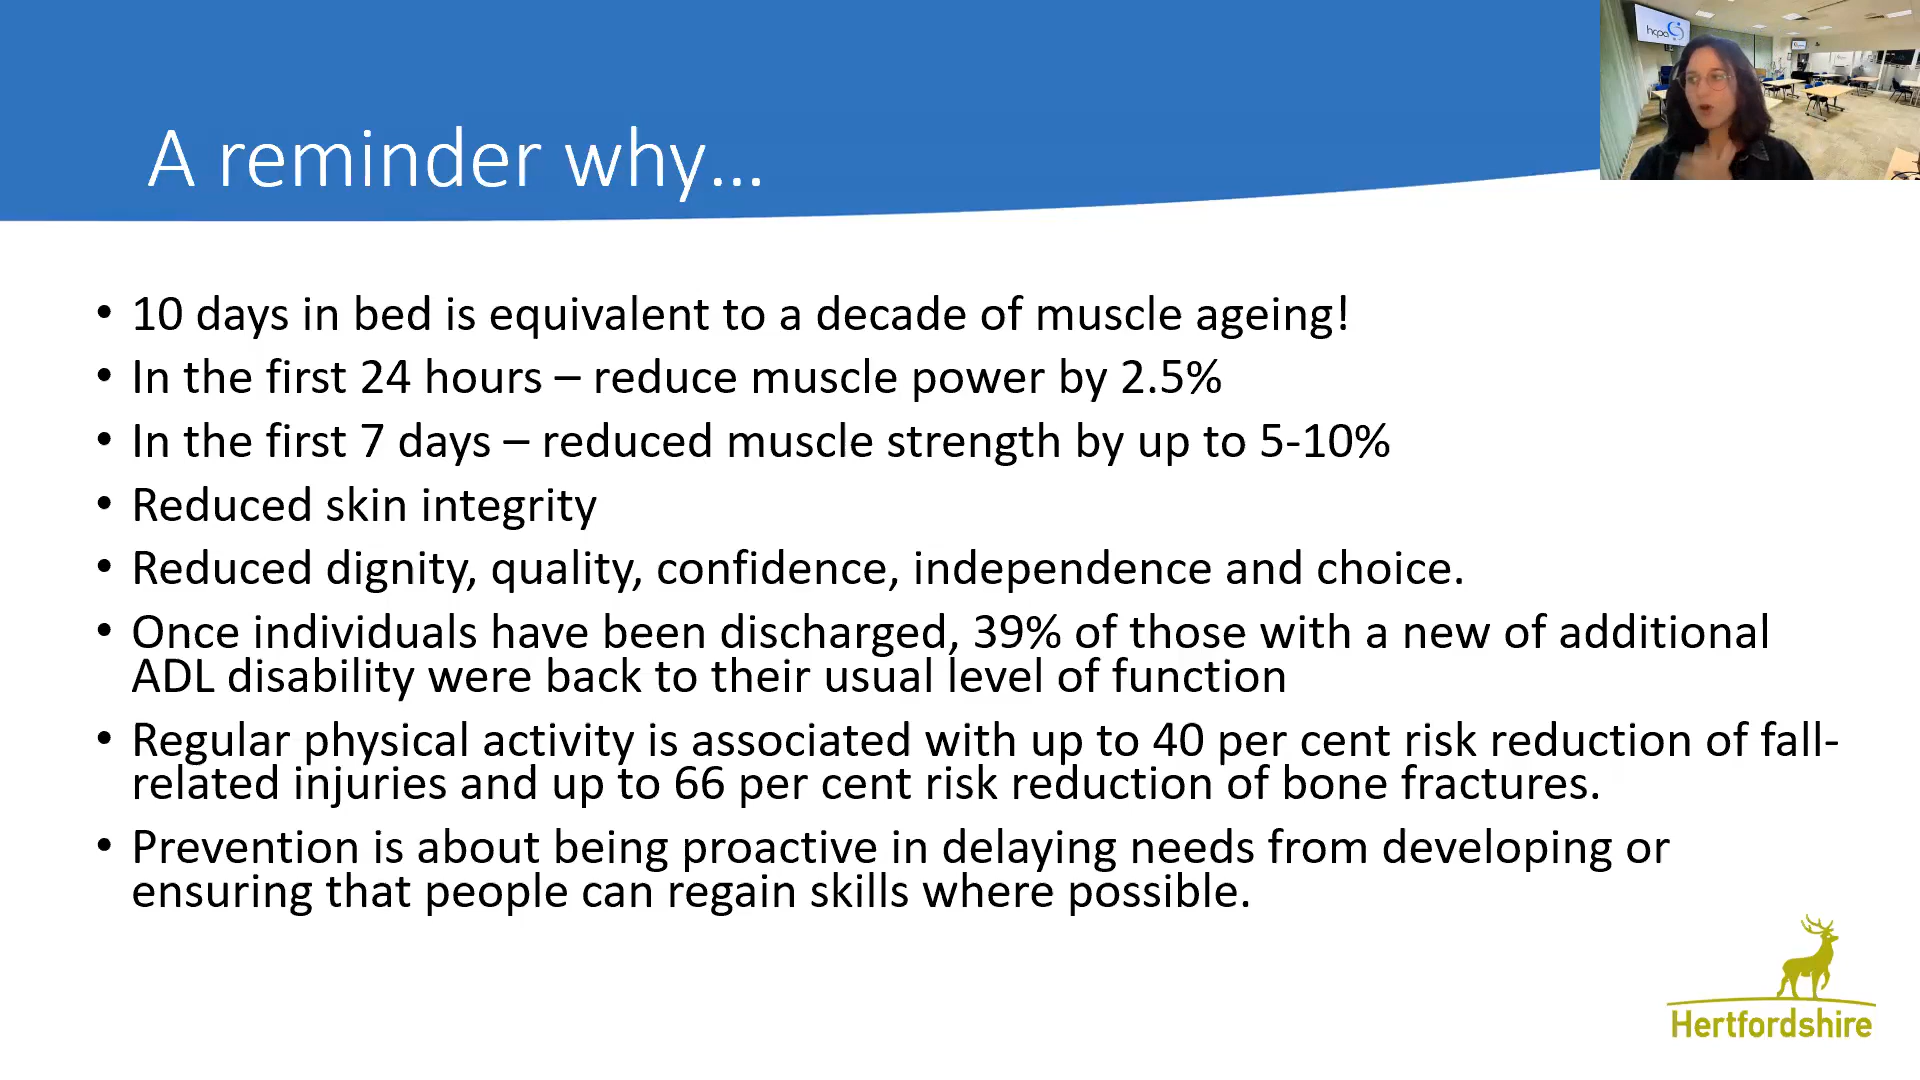 A reminder why...
hcpa
• 10 days in bed is equivalent to a decade of muscle ageing!
• In the first 24 hours – reduce muscle power by 2.5%
• In the first 7 days – reduced muscle strength by up to 5-10%
• Reduced skin integrity
• Reduced dignity, quality, confidence, independence and choice.
• Once individuals have been discharged, 39% of those with a new of additional
ADL disability were back to their usual level of function
• Regular physical activity is associated with up to 40 per cent risk reduction of fall-
related injuries and up to 66 per cent risk reduction of bone fractures.
• Prevention is about being proactive in delaying needs from developing or
ensuring that people can regain skills where possible.
Hertfordshire